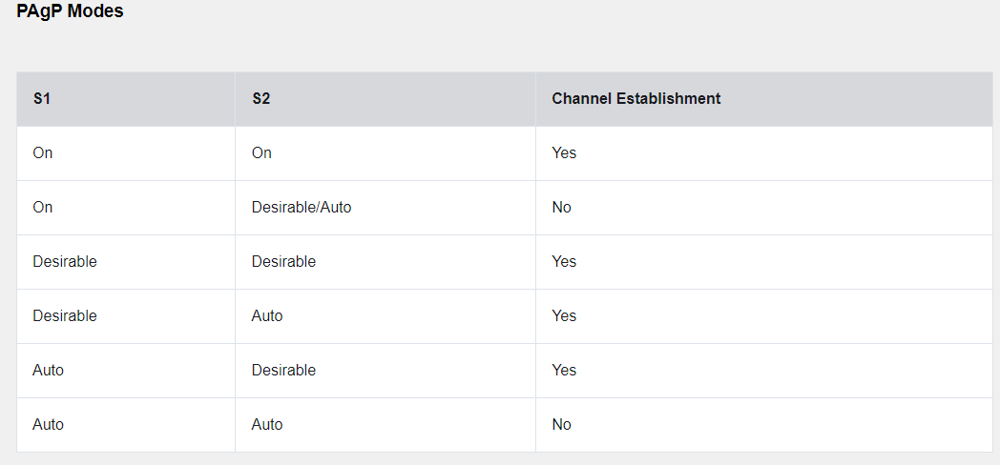 PAgP Modes
S1 S2 Channel Establishment
On On Yes
On Desirable/Auto No
Desirable Desirable Yes
Desirable Auto Yes
Auto Desirable Yes
Auto Auto No